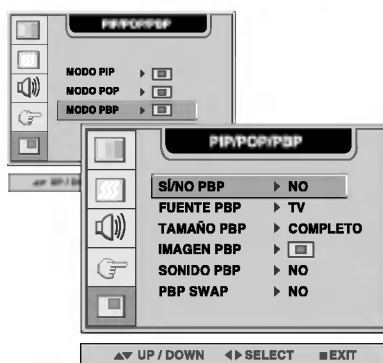 PIP/POP/PBP
MODO PIP
MODO POP
MODO PBP
PIP/POP/PBP
SÍ/NO PBP ▶ NO
FUENTE PBP ▶ TV
TAMAÑO PBP ▶ COMPLETO
IMAGEN PBP ▶
SONIDO PBP ▶ NO
PBP SWAP ▶ NO
▲▼ UP / DOWN ◀▶ SELECT ■ EXIT